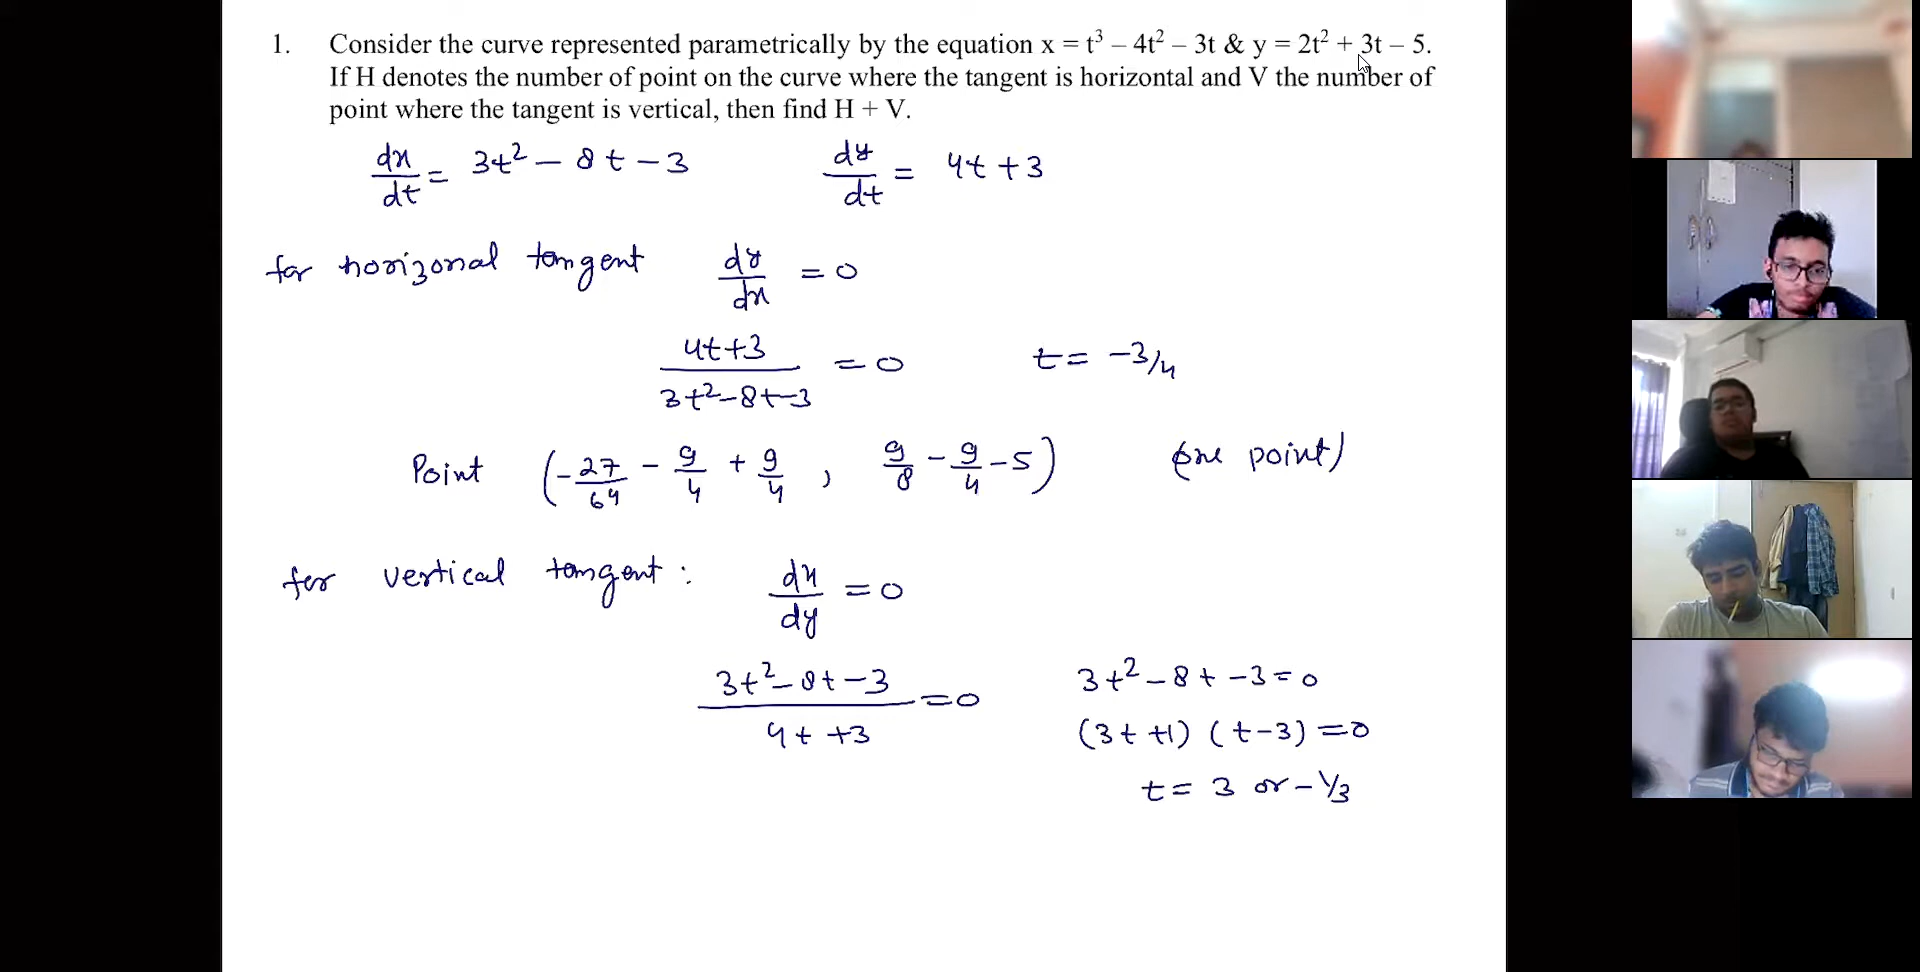 1. Consider the curve represented parametrically by the equation x = t³ – 4t² – 3t & y = 2t² + 3t – 5.
If H denotes the number of point on the curve where the tangent is horizontal and V the number of
point where the tangent is vertical, then find H + V.
dx/dt = 3t² – 8t – 3    dy/dt = 4t + 3
for horizonal tangent    dy/dx = 0
(4t+3)/(3t²–8t–3) = 0    t = –3/4
Point (–27/64 – 9/4 + 9/4 , 9/8 – 9/4 – 5)    (one point)
for vertical tangent :    dx/dy = 0
(3t²–8t–3)/(4t+3) = 0    3t² – 8t – 3 = 0
(3t+1) (t–3) = 0
t = 3 or –1/3